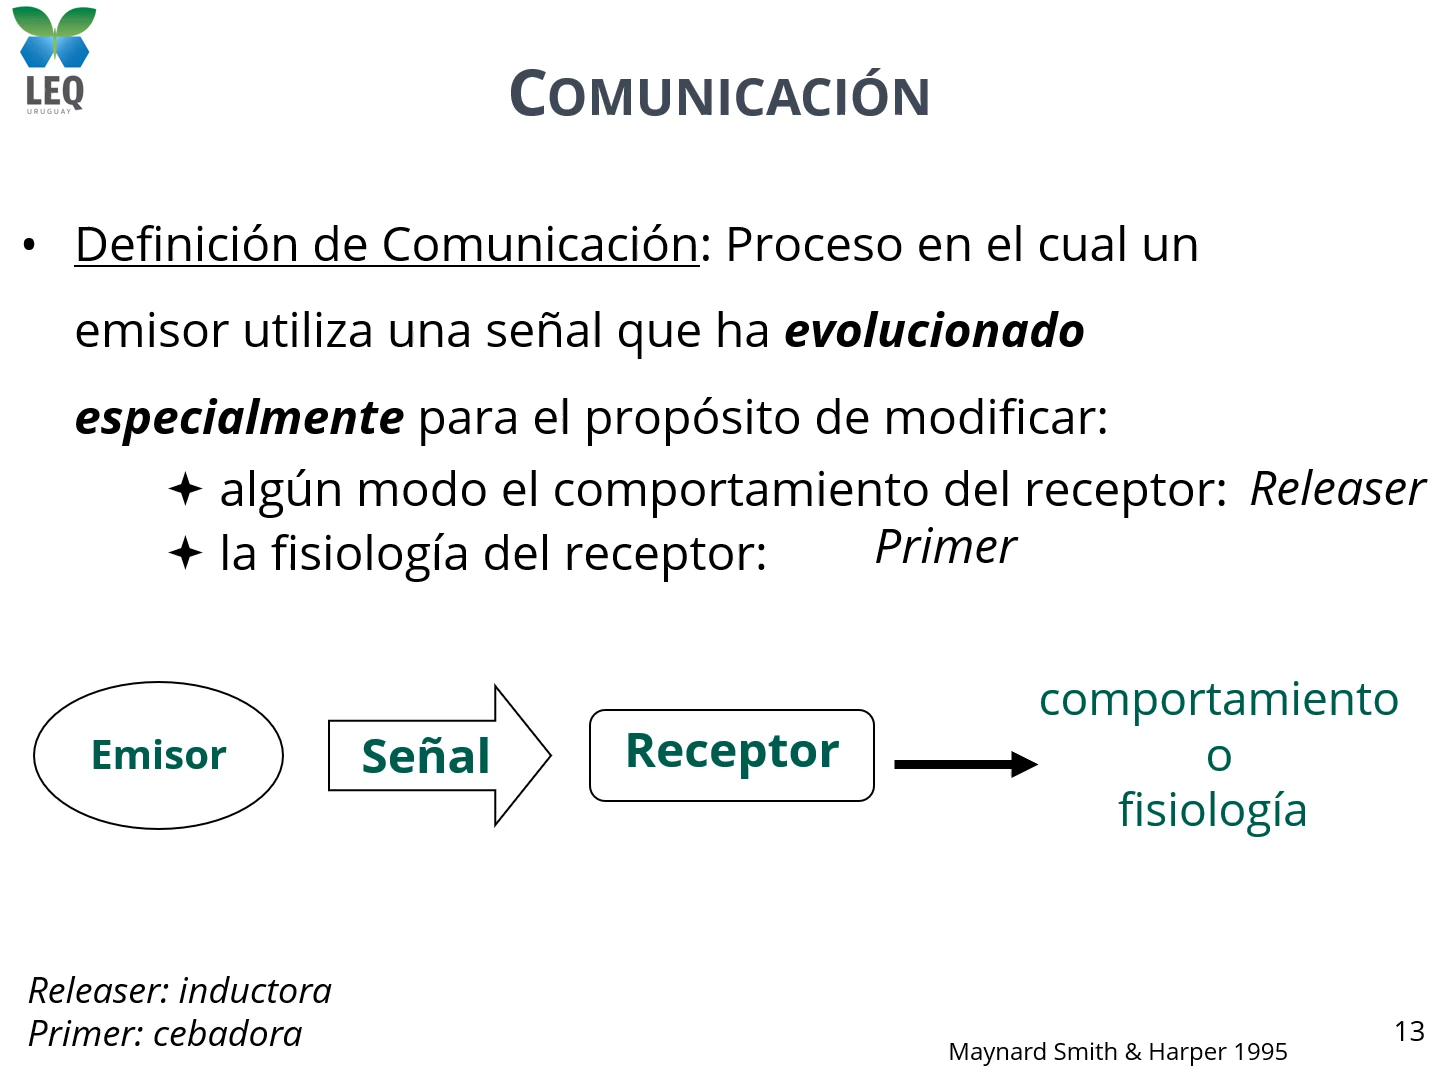 LEQ
URUGUAY
COMUNICACIÓN
• Definición de Comunicación: Proceso en el cual un
emisor utiliza una señal que ha evolucionado
especialmente para el propósito de modificar:
✦ algún modo el comportamiento del receptor: Releaser
✦ la fisiología del receptor: Primer
Emisor
Señal
Receptor
comportamiento
o
fisiología
Releaser: inductora
Primer: cebadora
Maynard Smith & Harper 1995
13